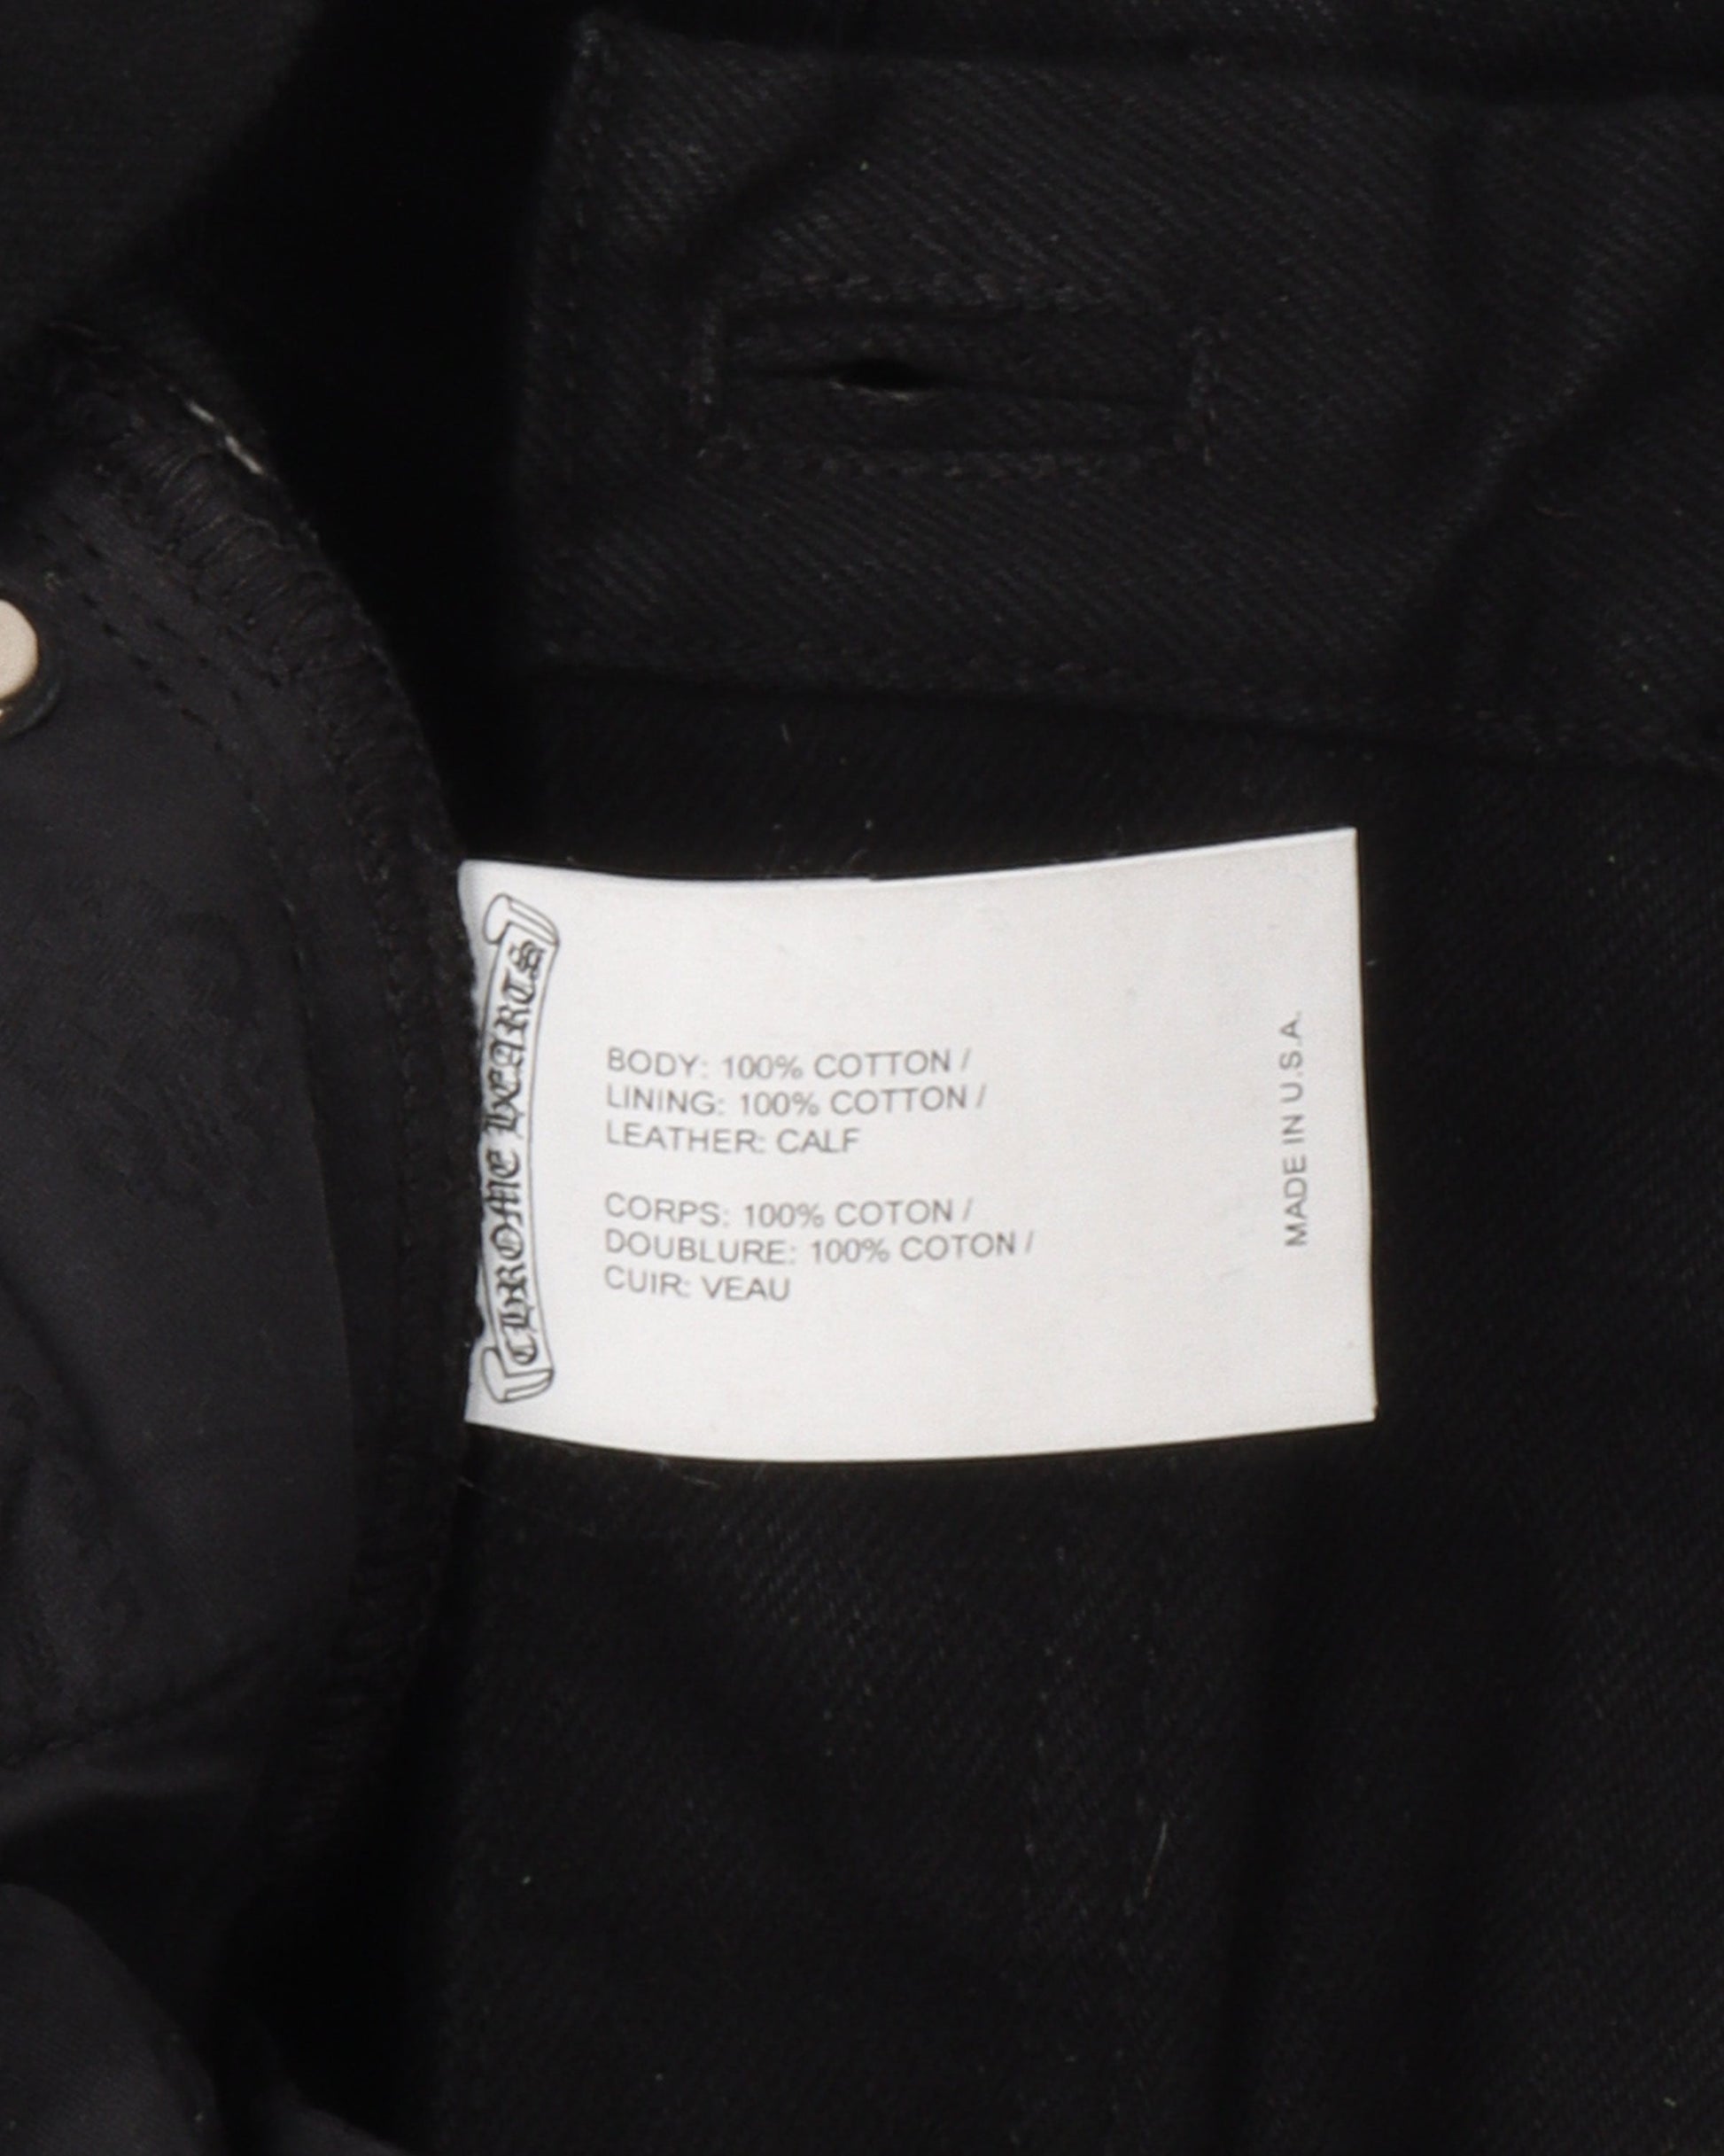 CHROME HEARTS
BODY: 100% COTTON /
LINING: 100% COTTON /
LEATHER: CALF
CORPS: 100% COTON /
DOUBLURE: 100% COTON /
CUIR: VEAU
MADE IN U.S.A.